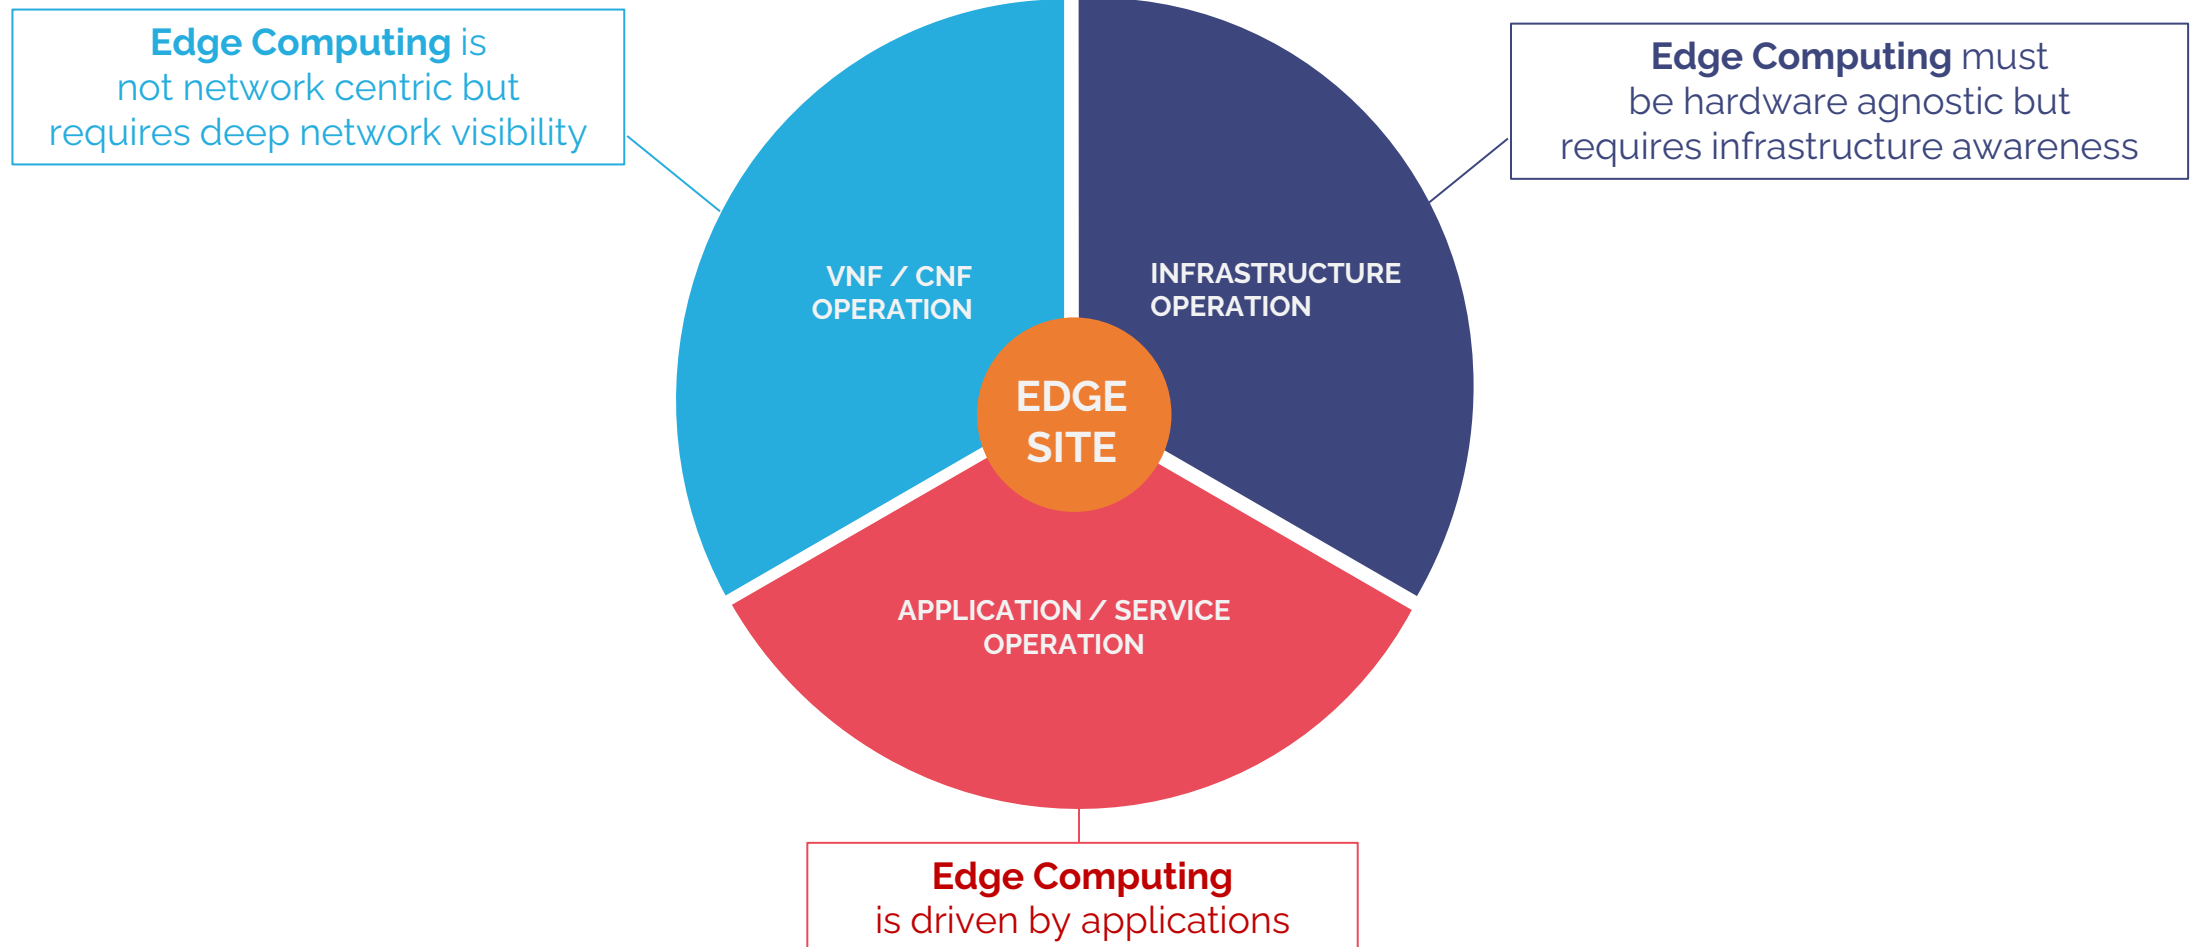 Edge Computing is
not network centric but
requires deep network visibility
Edge Computing must
be hardware agnostic but
requires infrastructure awareness
VNF / CNF
OPERATION
INFRASTRUCTURE
OPERATION
EDGE
SITE
APPLICATION / SERVICE
OPERATION
Edge Computing
is driven by applications